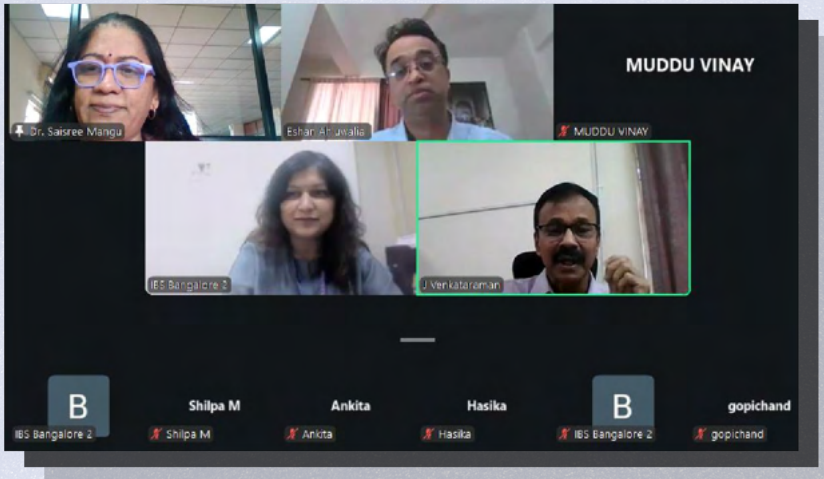 MUDDU VINAY
Dr. Saisree Mangu
Eshan Ahluwalia
MUDDU VINAY
IBS Bangalore 2
J Venkataraman
B
Shilpa M
Ankita
Hasika
B
gopichand
IBS Bangalore 2
Shilpa M
Ankita
Hasika
IBS Bangalore 2
gopichand